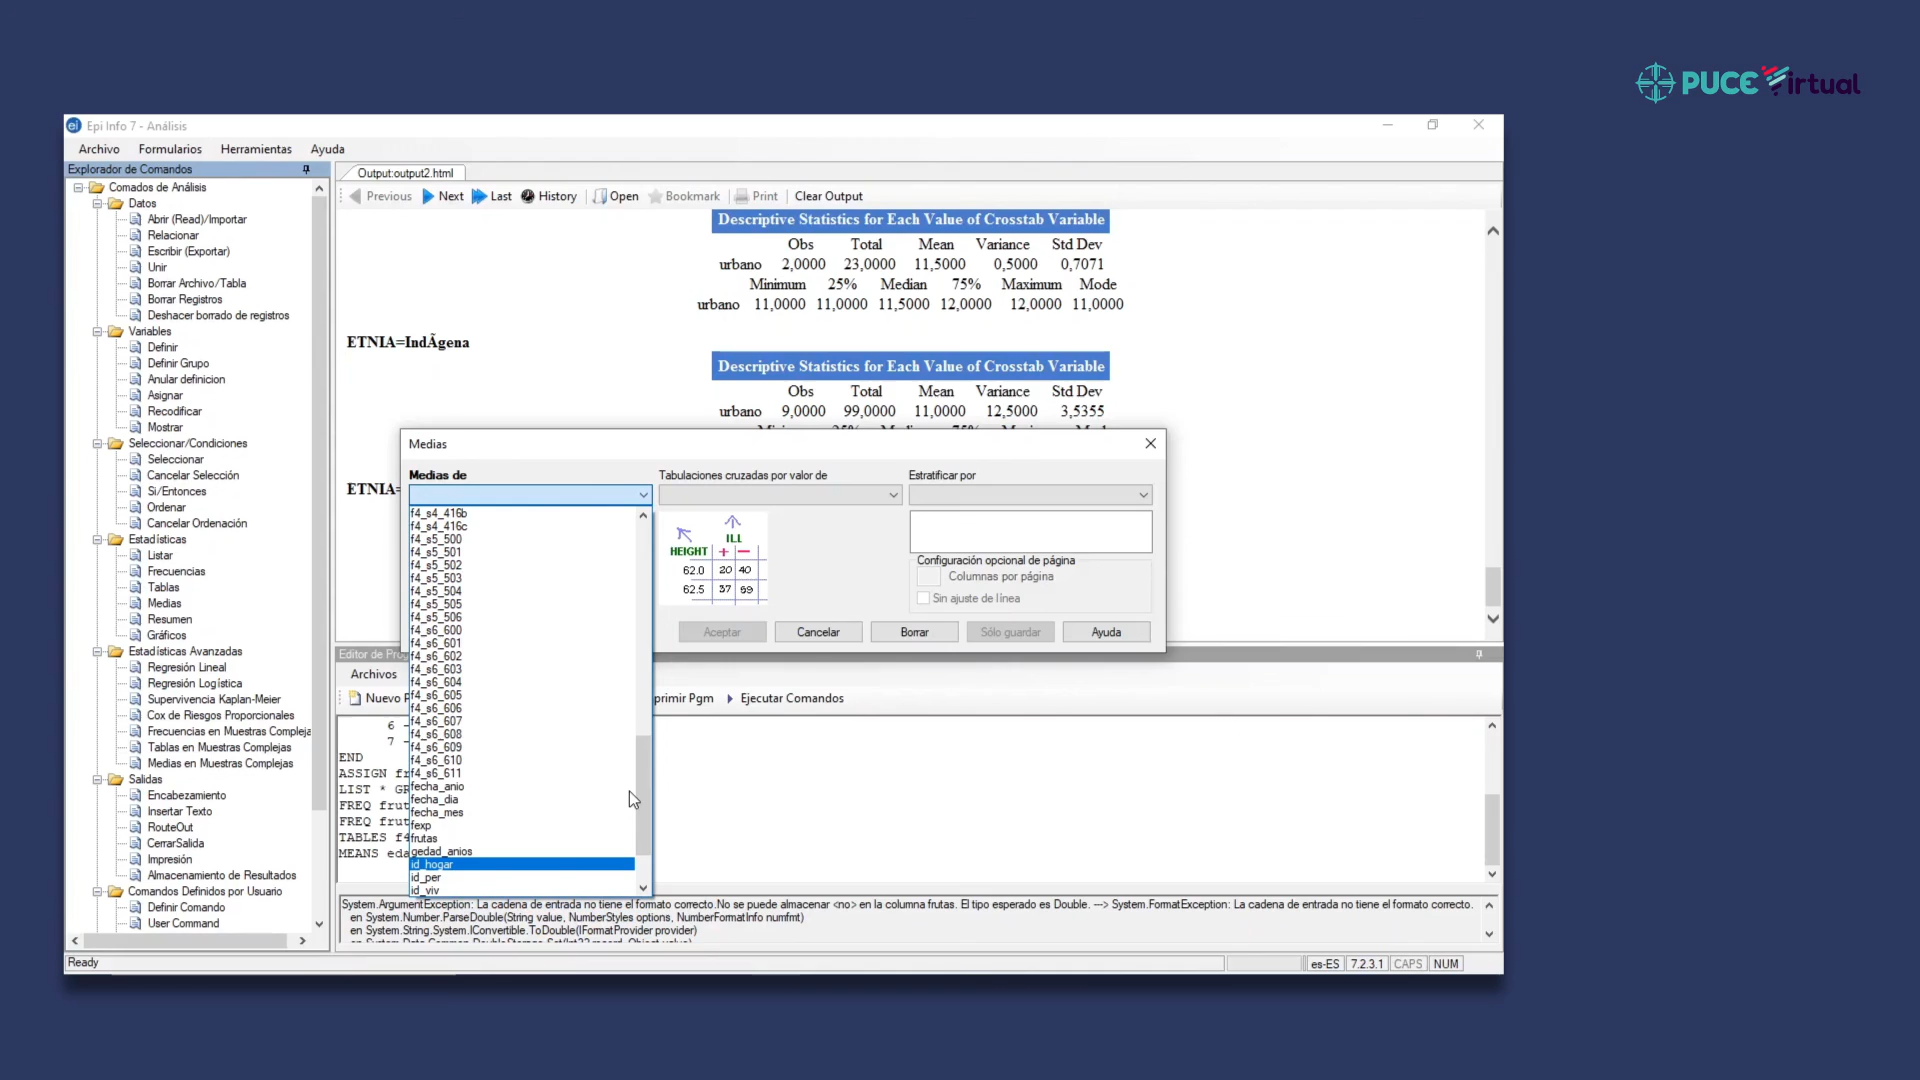 PUCE Virtual
Epi Info 7 - Análisis
Archivo Formularios Herramientas Ayuda
Explorador de Comandos
Comados de Análisis
Datos
Abrir (Read)/Importar
Relacionar
Escribir (Exportar)
Unir
Borrar Archivo/Tabla
Borrar Registros
Deshacer borrado de registros
Variables
Definir
Definir Grupo
Anular definicion
Asignar
Recodificar
Mostrar
Seleccionar/Condiciones
Seleccionar
Cancelar Selección
Si/Entonces
Ordenar
Cancelar Ordenación
Estadísticas
Listar
Frecuencias
Tablas
Medias
Resumen
Gráficos
Estadísticas Avanzadas
Regresión Lineal
Regresión Logística
Supervivencia Kaplan-Meier
Cox de Riesgos Proporcionales
Frecuencias en Muestras Compleja
Tablas en Muestras Complejas
Medias en Muestras Complejas
Salidas
Encabezamiento
Insertar Texto
RouteOut
CerrarSalida
Impresión
Almacenamiento de Resultados
Comandos Definidos por Usuario
Definir Comando
User Command
Output:output2.html
Previous Next Last History Open Bookmark Print Clear Output
Descriptive Statistics for Each Value of Crosstab Variable
Obs Total Mean Variance Std Dev
urbano 2,0000 23,0000 11,5000 0,5000 0,7071
Minimum 25% Median 75% Maximum Mode
urbano 11,0000 11,0000 11,5000 12,0000 12,0000 11,0000
ETNIA=IndÃgena
Descriptive Statistics for Each Value of Crosstab Variable
Obs Total Mean Variance Std Dev
urbano 9,0000 99,0000 11,0000 12,5000 3,5355
ETNIA=
Medias
Medias de
Tabulaciones cruzadas por valor de
Estratificar por
f4_s4_416b
f4_s4_416c
f4_s5_500
f4_s5_501
f4_s5_502
f4_s5_503
f4_s5_504
f4_s5_505
f4_s5_506
f4_s6_600
f4_s6_601
f4_s6_602
f4_s6_603
f4_s6_604
f4_s6_605
f4_s6_606
f4_s6_607
f4_s6_608
f4_s6_609
f4_s6_610
f4_s6_611
fecha_anio
fecha_dia
fecha_mes
fexp
frutas
gedad_anios
id_hogar
id_per
id_viv
ILL
HEIGHT + −
62.0 20 40
62.5 37 99
Configuración opcional de página
Columnas por página
Sin ajuste de línea
Aceptar Cancelar Borrar Sólo guardar Ayuda
Editor de Pro
Archivos
Nuevo P
primir Pgm Ejecutar Comandos
6 -
7 -
END
ASSIGN fr
LIST * GR
FREQ frut
FREQ frut
TABLES f4
MEANS eda
System.ArgumentException: La cadena de entrada no tiene el formato correcto.No se puede almacenar <no> en la columna frutas. El tipo esperado es Double. ---> System.FormatException: La cadena de entrada no tiene el formato correcto.
en System.Number.ParseDouble(String value, NumberStyles options, NumberFormatInfo numfmt)
en System.String.System.IConvertible.ToDouble(IFormatProvider provider)
Ready
es-ES 7.2.3.1 CAPS NUM